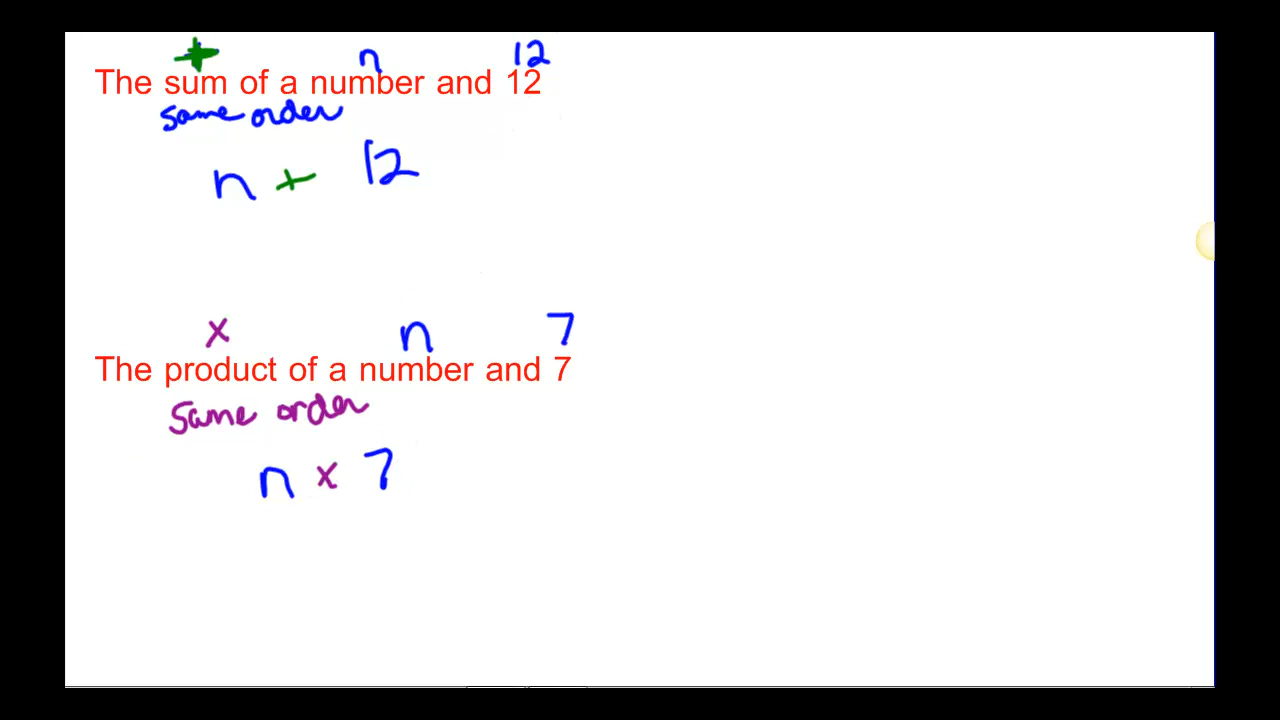 + n 12
The sum of a number and 12
same order
n + 12
x n 7
The product of a number and 7
same order
n x 7